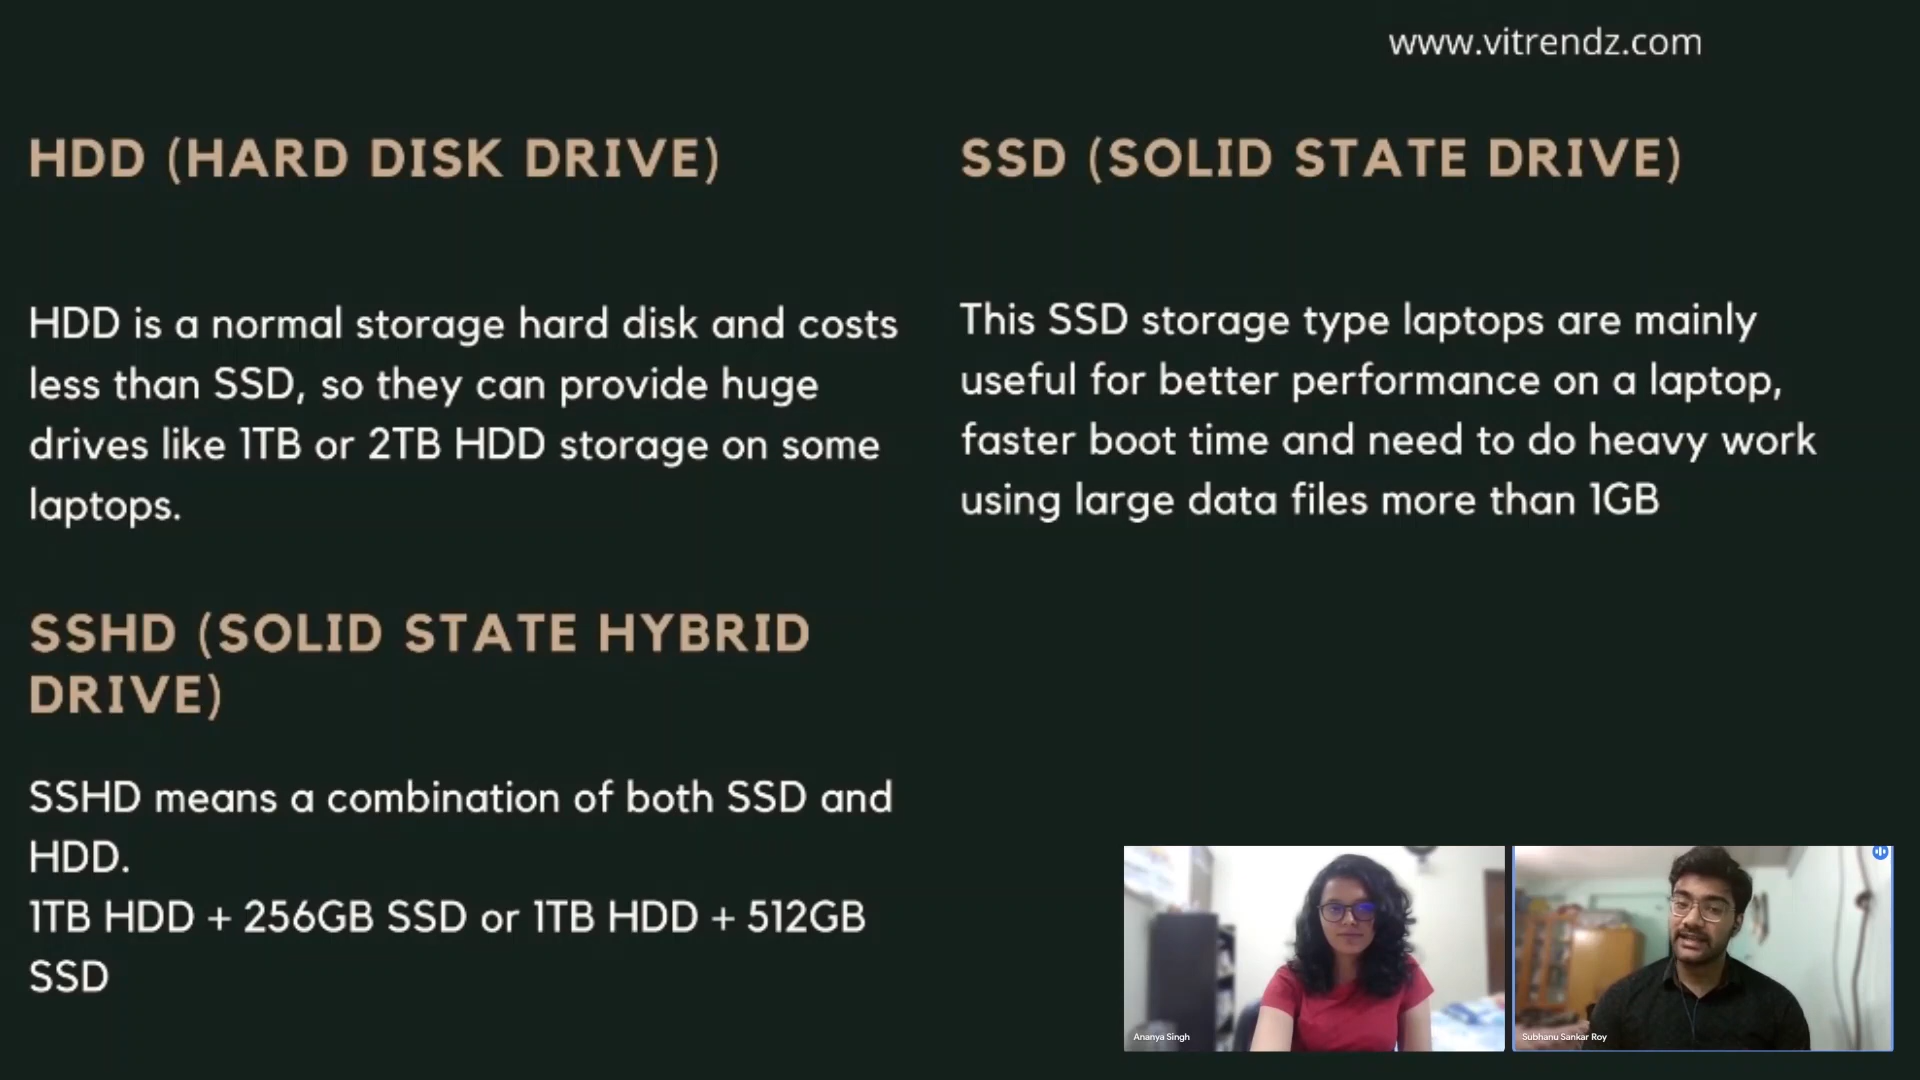 www.vitrendz.com
HDD (HARD DISK DRIVE)
HDD is a normal storage hard disk and costs
less than SSD, so they can provide huge
drives like 1TB or 2TB HDD storage on some
laptops.
SSD (SOLID STATE DRIVE)
This SSD storage type laptops are mainly
useful for better performance on a laptop,
faster boot time and need to do heavy work
using large data files more than 1GB
SSHD (SOLID STATE HYBRID
DRIVE)
SSHD means a combination of both SSD and
HDD.
1TB HDD + 256GB SSD or 1TB HDD + 512GB
SSD
Ananya Singh
Subhanu Sankar Roy